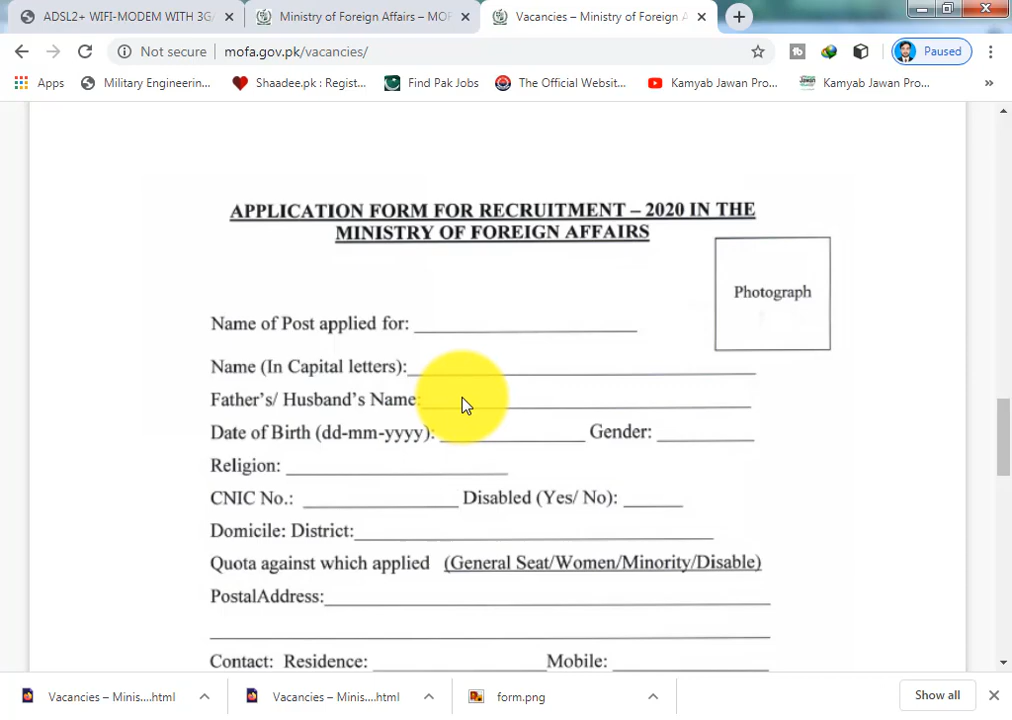 ADSL2+ WIFI-MODEM WITH 3G
Ministry of Foreign Affairs – MOF
Vacancies – Ministry of Foreign A
Not secure
mofa.gov.pk/vacancies/
Paused
Apps
Military Engineerin...
Shaadee.pk : Regist...
Find Pak Jobs
The Official Websit...
Kamyab Jawan Pro...
Kamyab Jawan Pro...
APPLICATION FORM FOR RECRUITMENT – 2020 IN THE
MINISTRY OF FOREIGN AFFAIRS
Photograph
Name of Post applied for:
Name (In Capital letters):
Father's/ Husband's Name:
Date of Birth (dd-mm-yyyy): Gender:
Religion:
CNIC No.: Disabled (Yes/ No):
Domicile: District:
Quota against which applied (General Seat/Women/Minority/Disable)
PostalAddress:
Contact: Residence: Mobile:
Vacancies – Minis....html
Vacancies – Minis....html
form.png
Show all